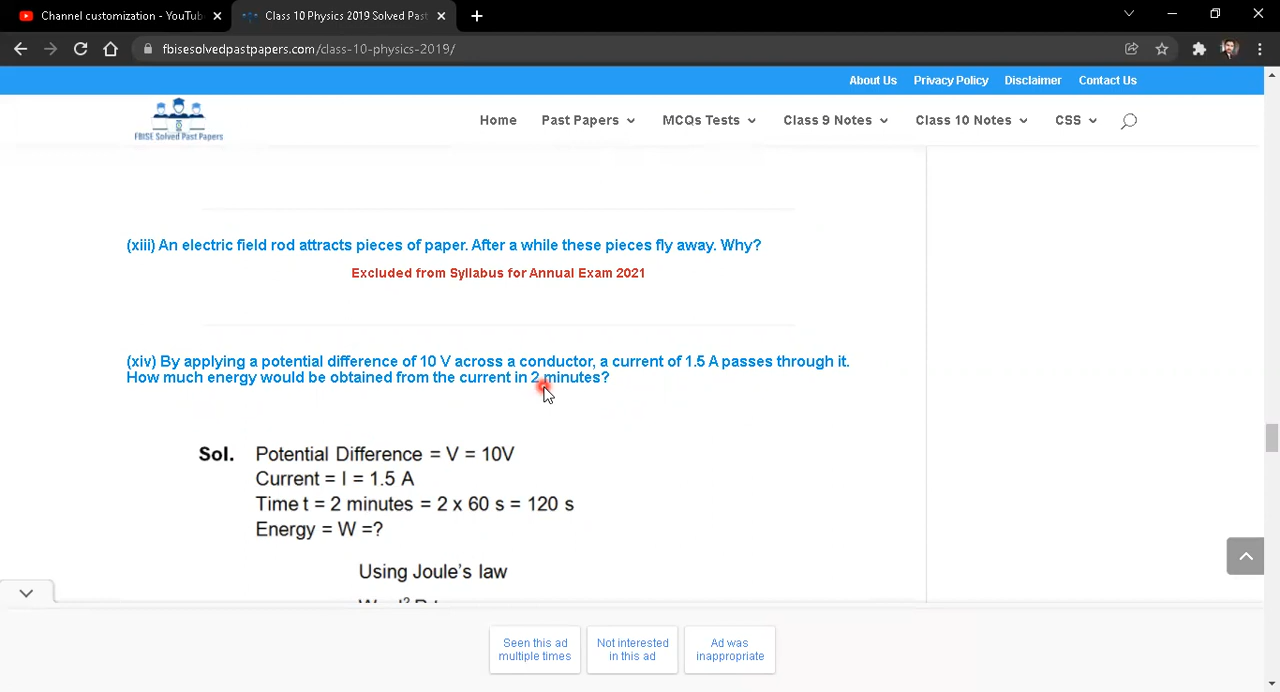 Channel customization - YouTub
Class 10 Physics 2019 Solved Past
fbisesolvedpastpapers.com/class-10-physics-2019/
About Us Privacy Policy Disclaimer Contact Us
FBISE Solved Past Papers
Home Past Papers MCQs Tests Class 9 Notes Class 10 Notes CSS
(xiii) An electric field rod attracts pieces of paper. After a while these pieces fly away. Why?
Excluded from Syllabus for Annual Exam 2021
(xiv) By applying a potential difference of 10 V across a conductor, a current of 1.5 A passes through it.
How much energy would be obtained from the current in 2 minutes?
Sol. Potential Difference = V = 10V
Current = I = 1.5 A
Time t = 2 minutes = 2 x 60 s = 120 s
Energy = W =?
Using Joule's law
Seen this ad
multiple times
Not interested
in this ad
Ad was
inappropriate